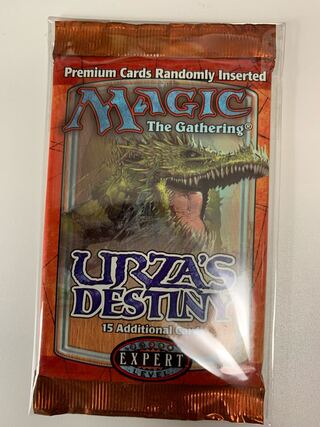 Premium Cards Randomly Inserted
MAGIC
The Gathering®
URZA'S
DESTINY
15 Additional Cards
EXPERT
LEVEL